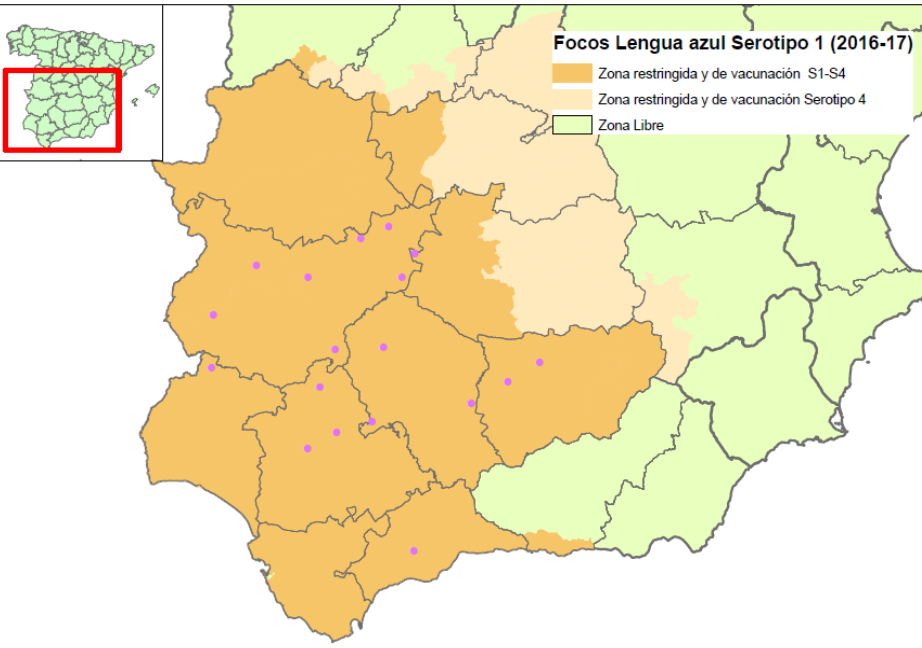 Focos Lengua azul Serotipo 1 (2016-17)
Zona restringida y de vacunación S1-S4
Zona restringida y de vacunación Serotipo 4
Zona Libre